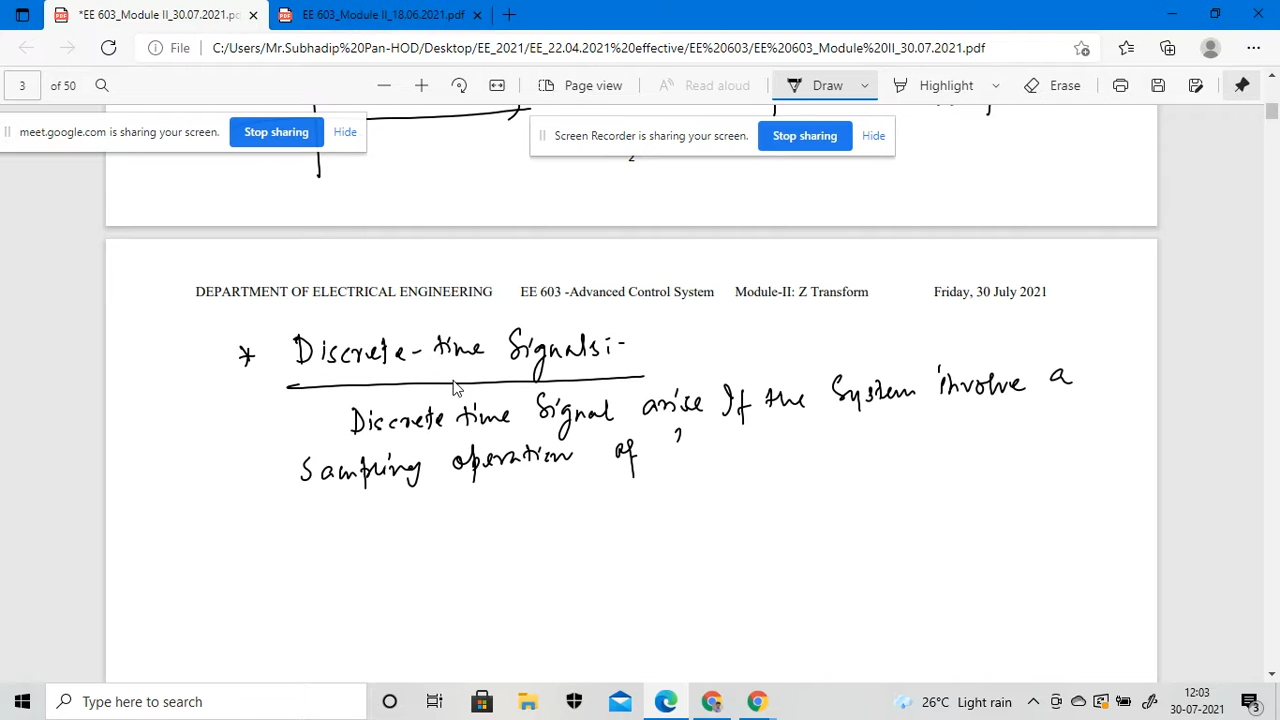 *EE 603_Module II_30.07.2021.pd
EE 603_Module II_18.06.2021.pdf
File C:/Users/Mr.Subhadip%20Pan-HOD/Desktop/EE_2021/EE_22.04.2021%20effective/EE%20603/EE%20603_Module%20II_30.07.2021.pdf
3 of 50 Page view Read aloud Draw Highlight Erase
meet.google.com is sharing your screen. Stop sharing Hide
Screen Recorder is sharing your screen. Stop sharing Hide
2
DEPARTMENT OF ELECTRICAL ENGINEERING EE 603 -Advanced Control System Module-II: Z Transform Friday, 30 July 2021
* Discrete-time Signals:-
Discrete time Signal arise If the System involve a
Sampling operation of
Type here to search
26°C Light rain
12:03
30-07-2021
3